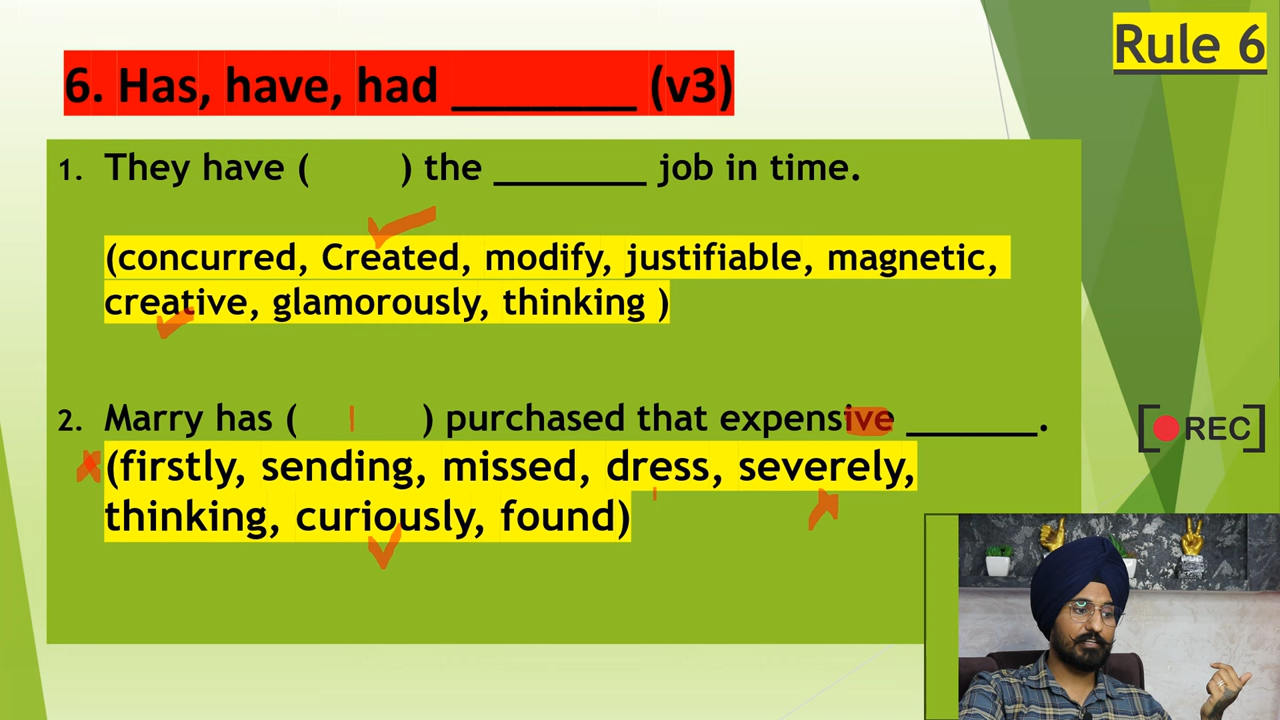 Rule 6
6. Has, have, had _______ (v3)
1. They have ( ) the ________ job in time.
(concurred, Created, modify, justifiable, magnetic,
creative, glamorously, thinking )
2. Marry has ( ) purchased that expensive ______.
(firstly, sending, missed, dress, severely,
thinking, curiously, found)
[REC]